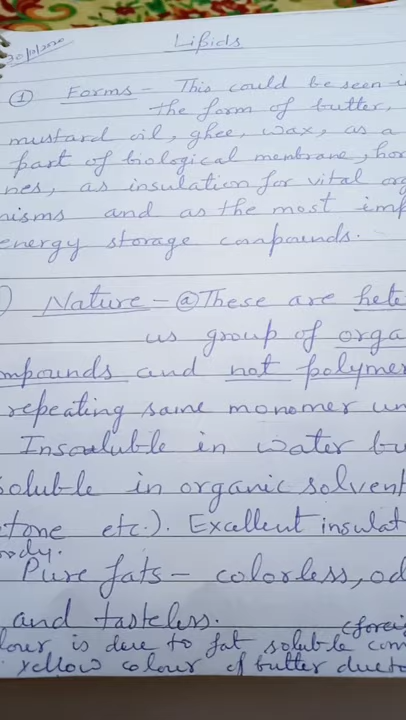 Lipids
① Forms - This could be seen i
the form of butter,
mustard oil, ghee, wax, as a
part of biological membrane, hor
nes, as insulation for vital org
nisms and as the most imp
energy storage compounds.
) Nature - @ These are hete
us group of orga
mpounds and not polymer
repeating same monomer un
Insoluble in water bu
soluble in organic solvent
etone etc.). Excellent insulat
body.
Pure fats - colorless, od
and tasteless.
(forei
lour is due to fat soluble com
yellow colour of butter due to